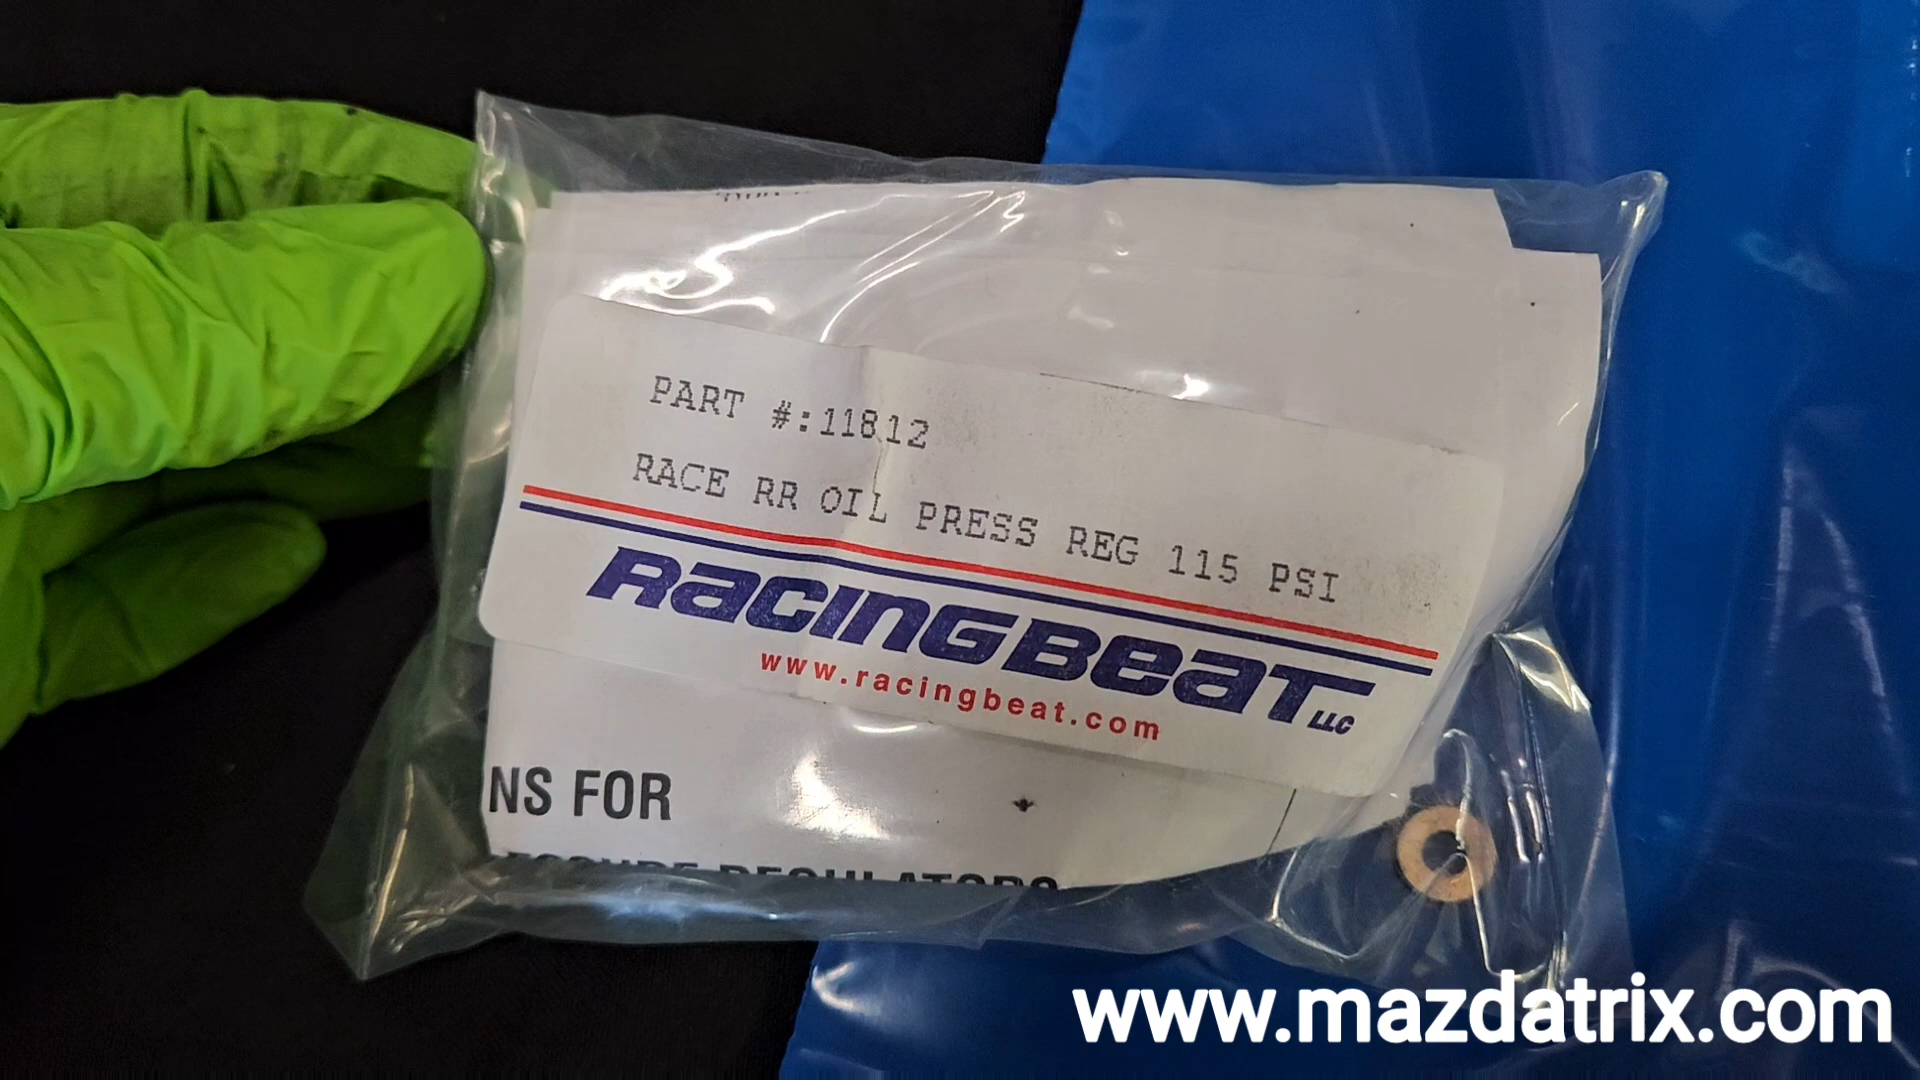 PART #:11812
RACE RR OIL PRESS REG 115 PSI
RACINGBEAT LLC
www.racingbeat.com
NS FOR
REGULATORS
www.mazdatrix.com